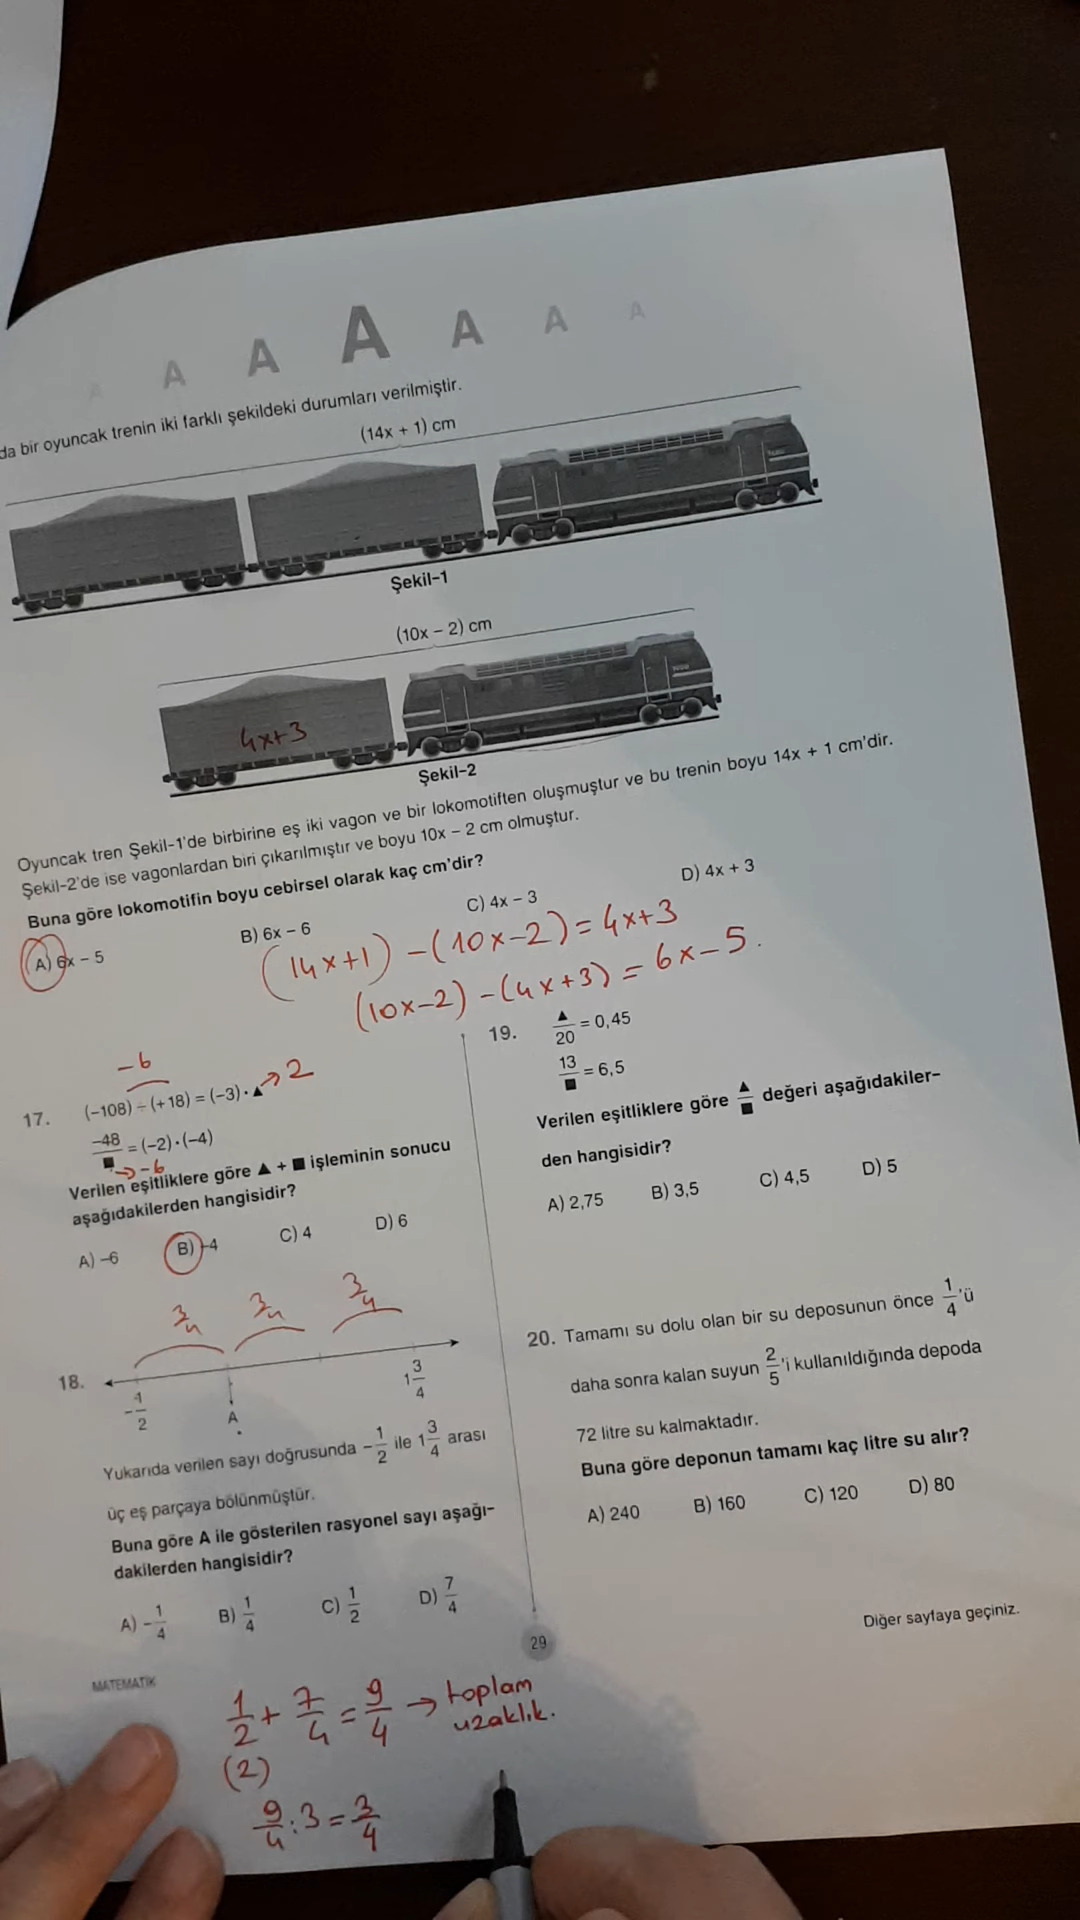 A A A A A A A
da bir oyuncak trenin iki farklı şekildeki durumları verilmiştir.
(14x + 1) cm
Şekil-1
(10x – 2) cm
4x+3
Şekil-2
Oyuncak tren Şekil-1'de birbirine eş iki vagon ve bir lokomotiften oluşmuştur ve bu trenin boyu 14x + 1 cm'dir.
Şekil-2'de ise vagonlardan biri çıkarılmıştır ve boyu 10x – 2 cm olmuştur.
Buna göre lokomotifin boyu cebirsel olarak kaç cm'dir?
A) 6x – 5 B) 6x – 6 C) 4x – 3 D) 4x + 3
(14x+1) -(10x-2) = 4x+3
(10x-2) -(4x+3) = 6x-5.
-6
17. (–108) ÷ (+18) = (–3) · ▲ → 2
–48/■ = (–2) · (–4)
→ -6
Verilen eşitliklere göre ▲ + ■ işleminin sonucu
aşağıdakilerden hangisidir?
A) –6 B) –4 C) 4 D) 6
3/4 3/4 3/4
18. –1/2 A 1 3/4
Yukarıda verilen sayı doğrusunda –1/2 ile 1 3/4 arası
üç eş parçaya bölünmüştür.
Buna göre A ile gösterilen rasyonel sayı aşağı-
dakilerden hangisidir?
A) –1/4 B) 1/4 C) 1/2 D) 7/4
19. ▲/20 = 0,45
13/■ = 6,5
Verilen eşitliklere göre ▲/■ değeri aşağıdakiler-
den hangisidir?
A) 2,75 B) 3,5 C) 4,5 D) 5
20. Tamamı su dolu olan bir su deposunun önce 1/4'ü
daha sonra kalan suyun 2/5'i kullanıldığında depoda
72 litre su kalmaktadır.
Buna göre deponun tamamı kaç litre su alır?
A) 240 B) 160 C) 120 D) 80
Diğer sayfaya geçiniz.
29
MATEMATİK
1/2 + 7/4 = 9/4 → toplam
uzaklık.
(2)
9/4 : 3 = 3/4